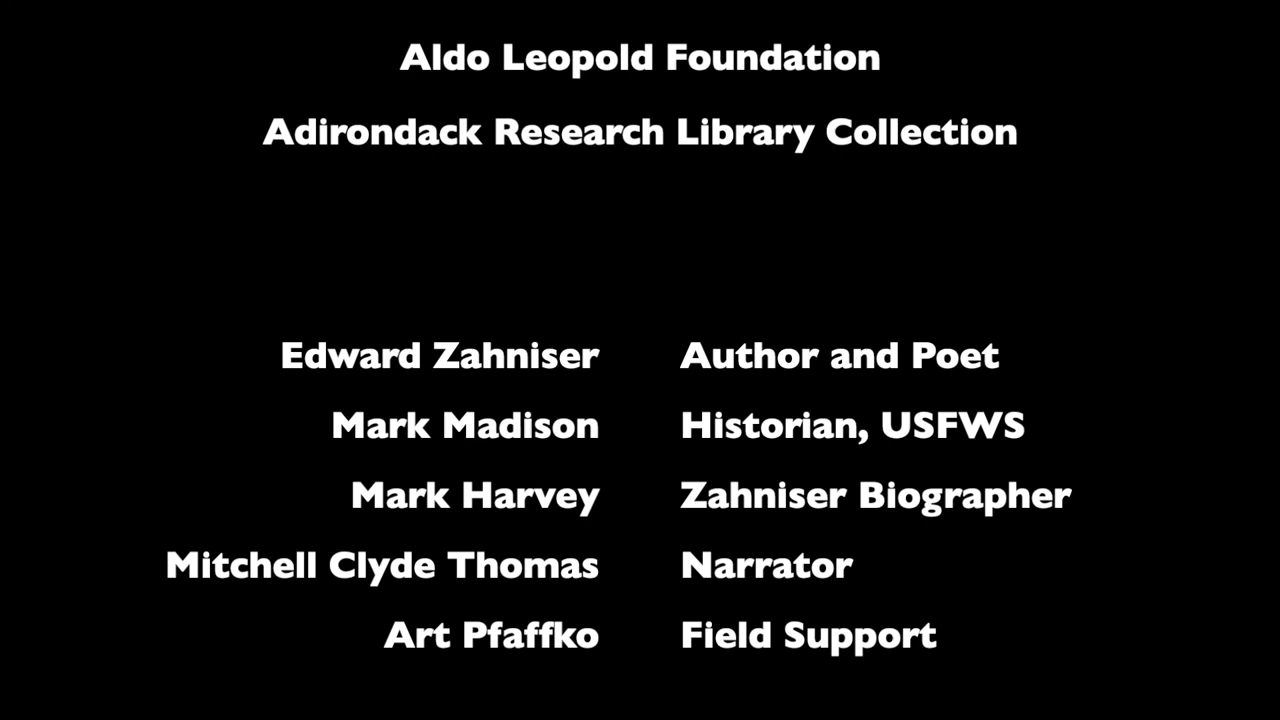 Aldo Leopold Foundation
Adirondack Research Library Collection
Edward Zahniser Author and Poet
Mark Madison Historian, USFWS
Mark Harvey Zahniser Biographer
Mitchell Clyde Thomas Narrator
Art Pfaffko Field Support